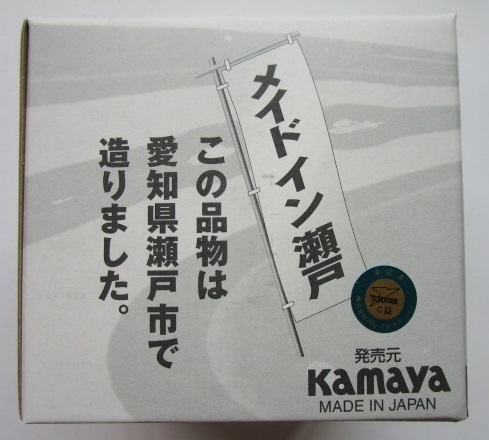 メイドイン瀬戸
この品物は
愛知県瀬戸市で
造りました。
発売元
Kamaya
MADE IN JAPAN